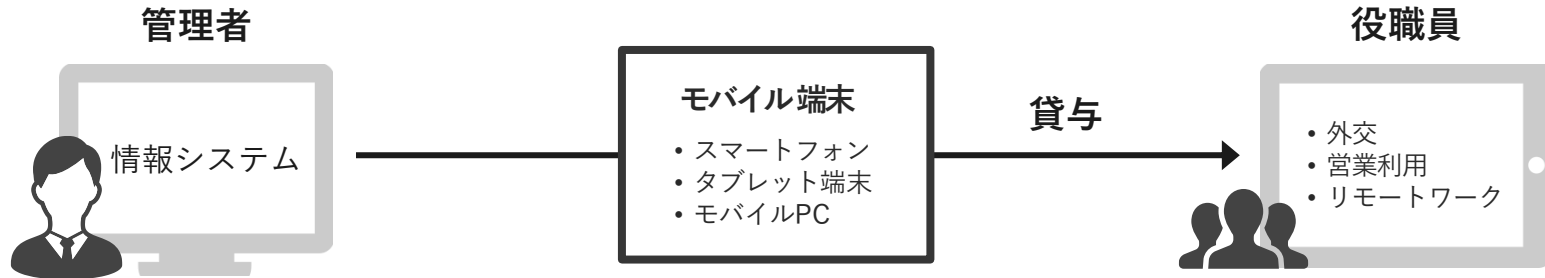 管理者
情報システム
モバイル端末
• スマートフォン
• タブレット端末
• モバイルPC
貸与
役職員
• 外交
• 営業利用
• リモートワーク